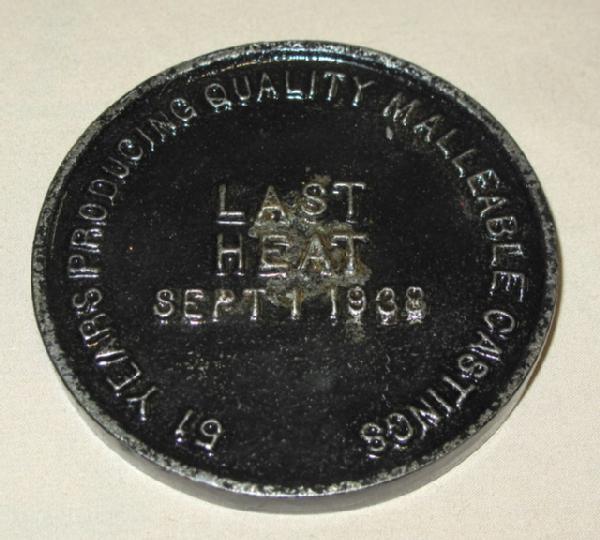 51 YEARS PRODUCING QUALITY MALLEABLE CASTINGS
LAST
HEAT
SEPT 1